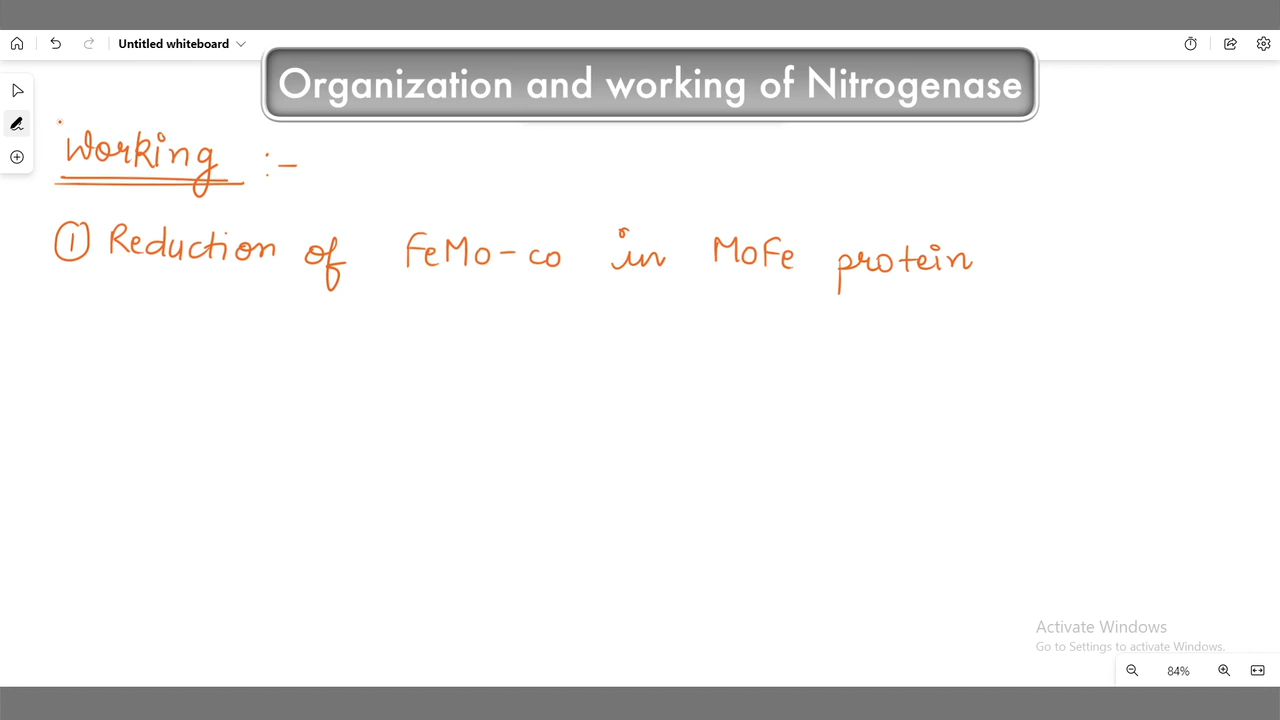 Untitled whiteboard
Organization and working of Nitrogenase
Working :-
① Reduction of FeMo-co in MoFe protein
Activate Windows
Go to Settings to activate Windows.
84%